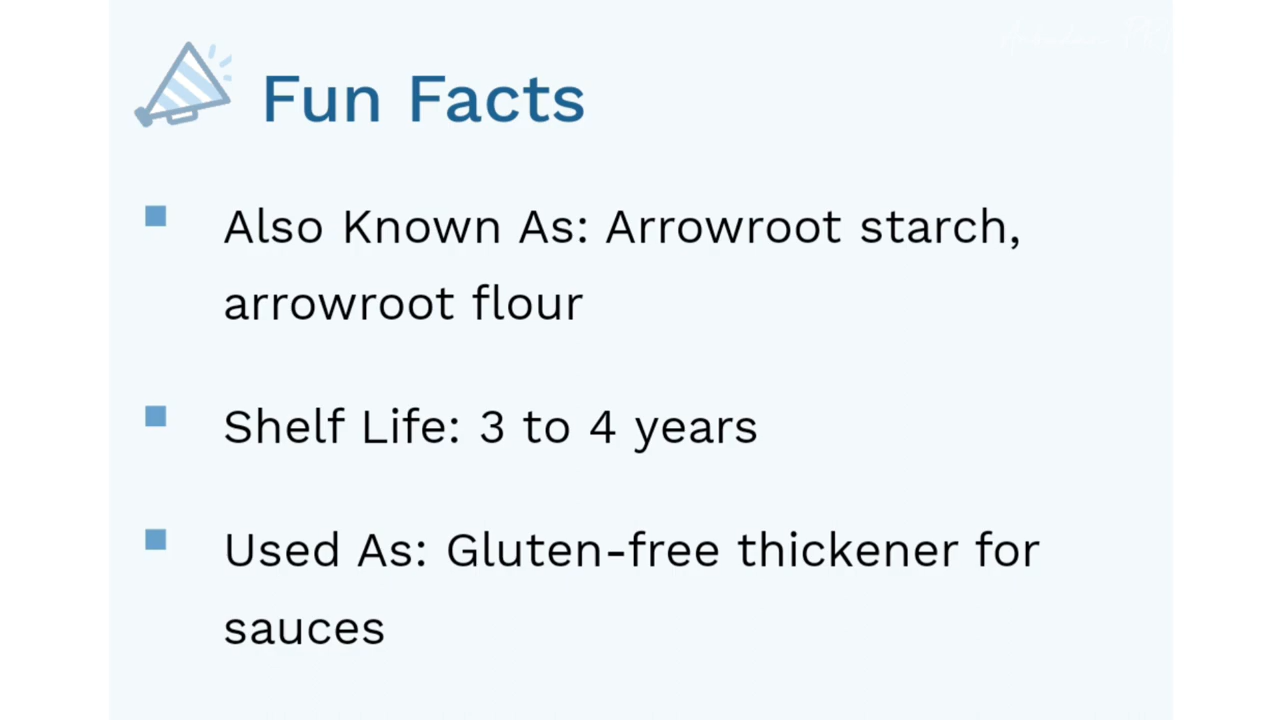 Fun Facts
Also Known As: Arrowroot starch,
arrowroot flour
Shelf Life: 3 to 4 years
Used As: Gluten-free thickener for
sauces